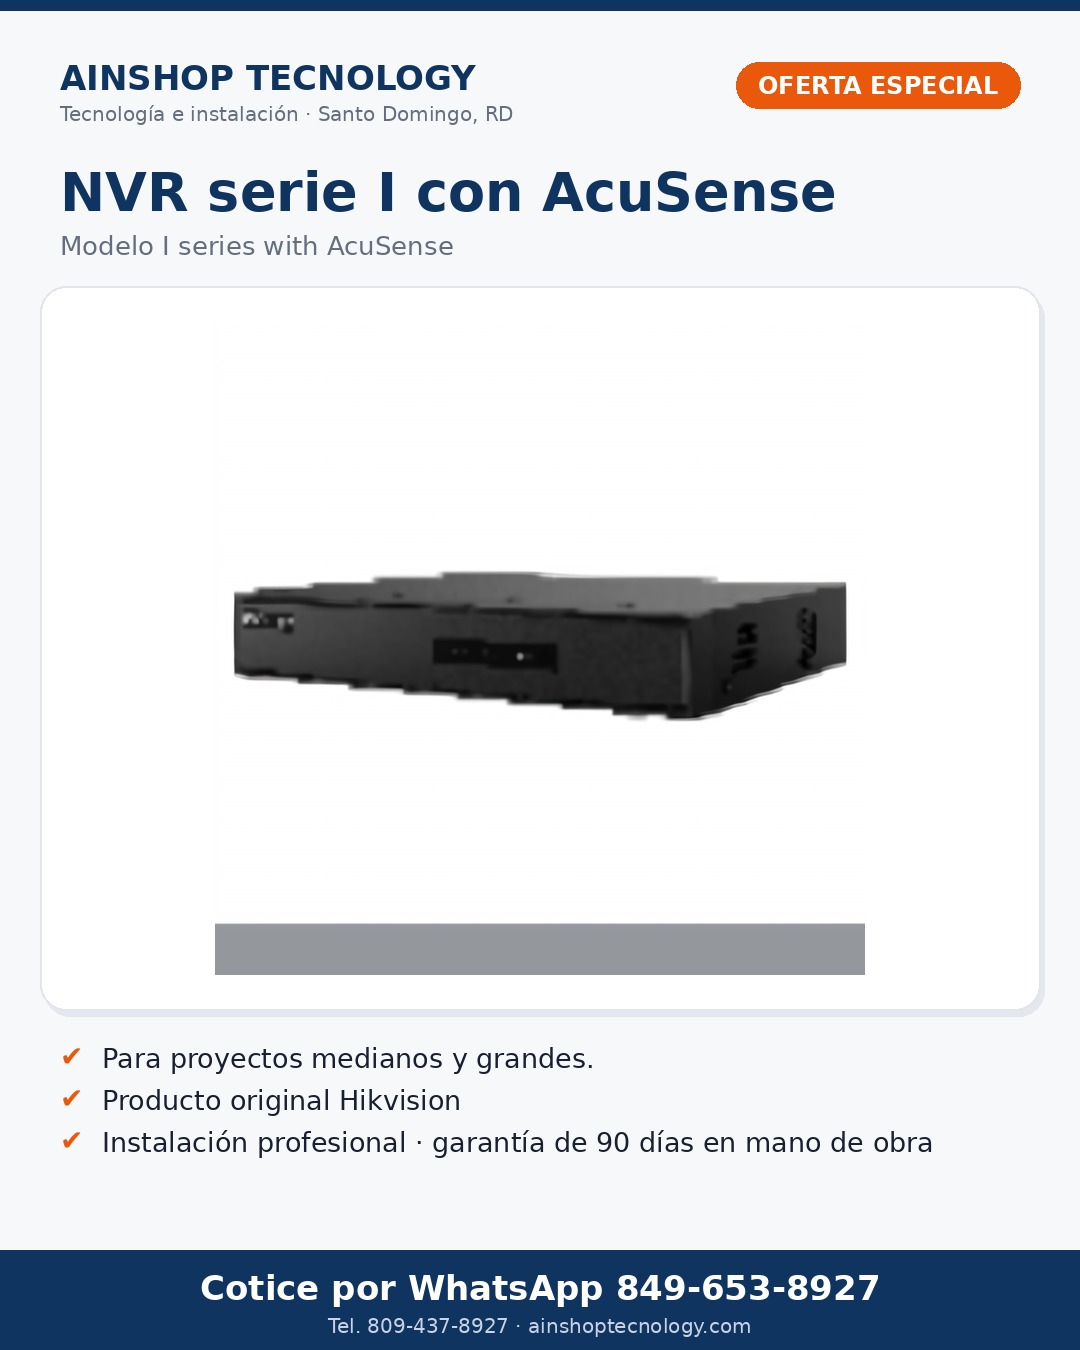 AINSHOP TECNOLOGY
Tecnología e instalación · Santo Domingo, RD
OFERTA ESPECIAL
NVR serie I con AcuSense
Modelo I series with AcuSense
✔ Para proyectos medianos y grandes.
✔ Producto original Hikvision
✔ Instalación profesional · garantía de 90 días en mano de obra
Cotice por WhatsApp 849-653-8927
Tel. 809-437-8927 · ainshoptecnology.com